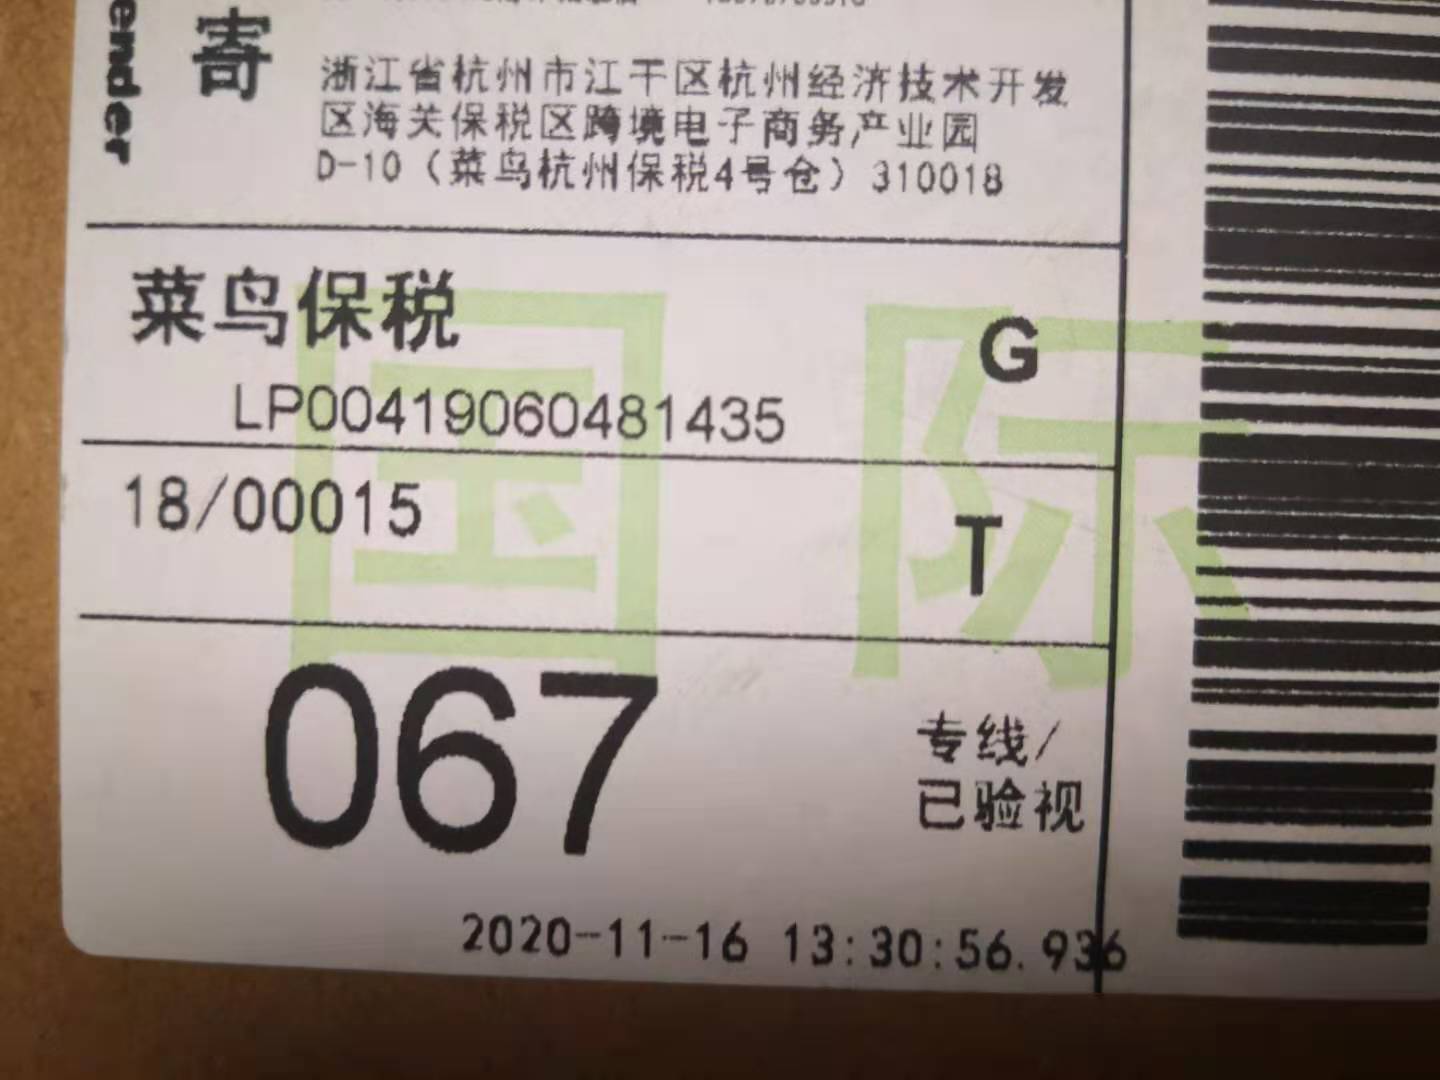 ender
寄
浙江省杭州市江干区杭州经济技术开发
区海关保税区跨境电子商务产业园
D-10（菜鸟杭州保税4号仓）310018
菜鸟保税
G
LP00419060481435
18/00015
T
国际
067
专线/
已验视
2020-11-16 13:30:56.936